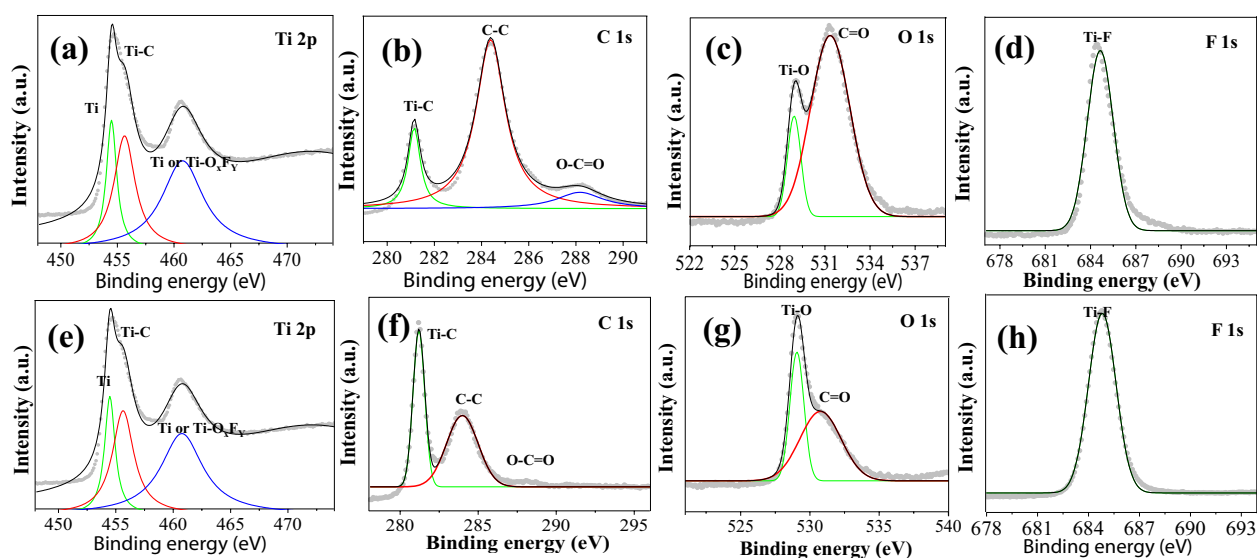 (a)
Ti 2p
Ti-C
Ti
Ti or Ti-OxFY
Intensity (a.u.)
450 455 460 465 470
Binding energy (eV)
(b)
C 1s
C-C
Ti-C
O-C=O
Intensity (a.u.)
280 282 284 286 288 290
Binding energy (eV)
(c)
O 1s
C=O
Ti-O
Intensity (a.u.)
522 525 528 531 534 537
Binding energy (eV)
(d)
F 1s
Ti-F
Intensity (a.u.)
678 681 684 687 690 693
Binding energy (eV)
(e)
Ti 2p
Ti-C
Ti
Ti or Ti-OxFY
Intensity (a.u.)
450 455 460 465 470
Binding energy (eV)
(f)
C 1s
Ti-C
C-C
O-C=O
Intensity (a.u.)
280 285 290 295
Binding energy (eV)
(g)
O 1s
Ti-O
C=O
Intensity (a.u.)
525 530 535 540
Binding energy (eV)
(h)
F 1s
Ti-F
Intensity (a.u.)
678 681 684 687 690 693
Binding energy (eV)